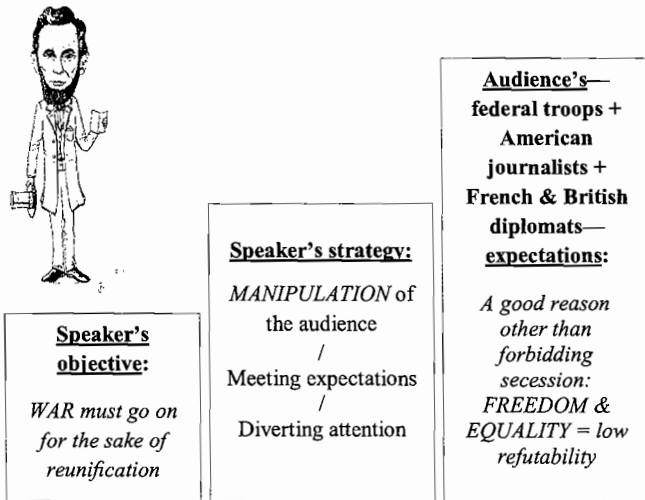 Speaker's
objective:
WAR must go on
for the sake of
reunification
Speaker's strategy:
MANIPULATION of
the audience
/
Meeting expectations
/
Diverting attention
Audience's—
federal troops +
American
journalists +
French & British
diplomats—
expectations:
A good reason
other than
forbidding
secession:
FREEDOM &
EQUALITY = low
refutability